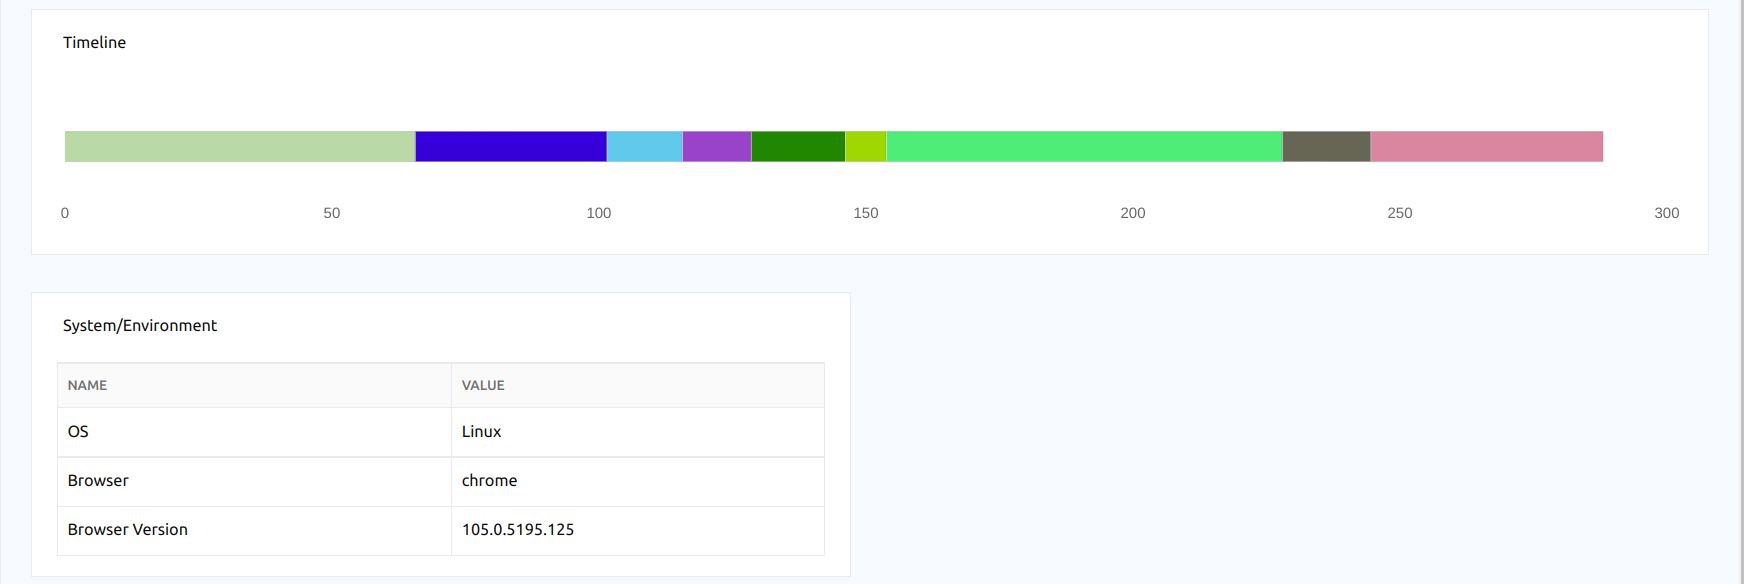 Timeline
0 50 100 150 200 250 300
System/Environment
NAME VALUE
OS Linux
Browser chrome
Browser Version 105.0.5195.125